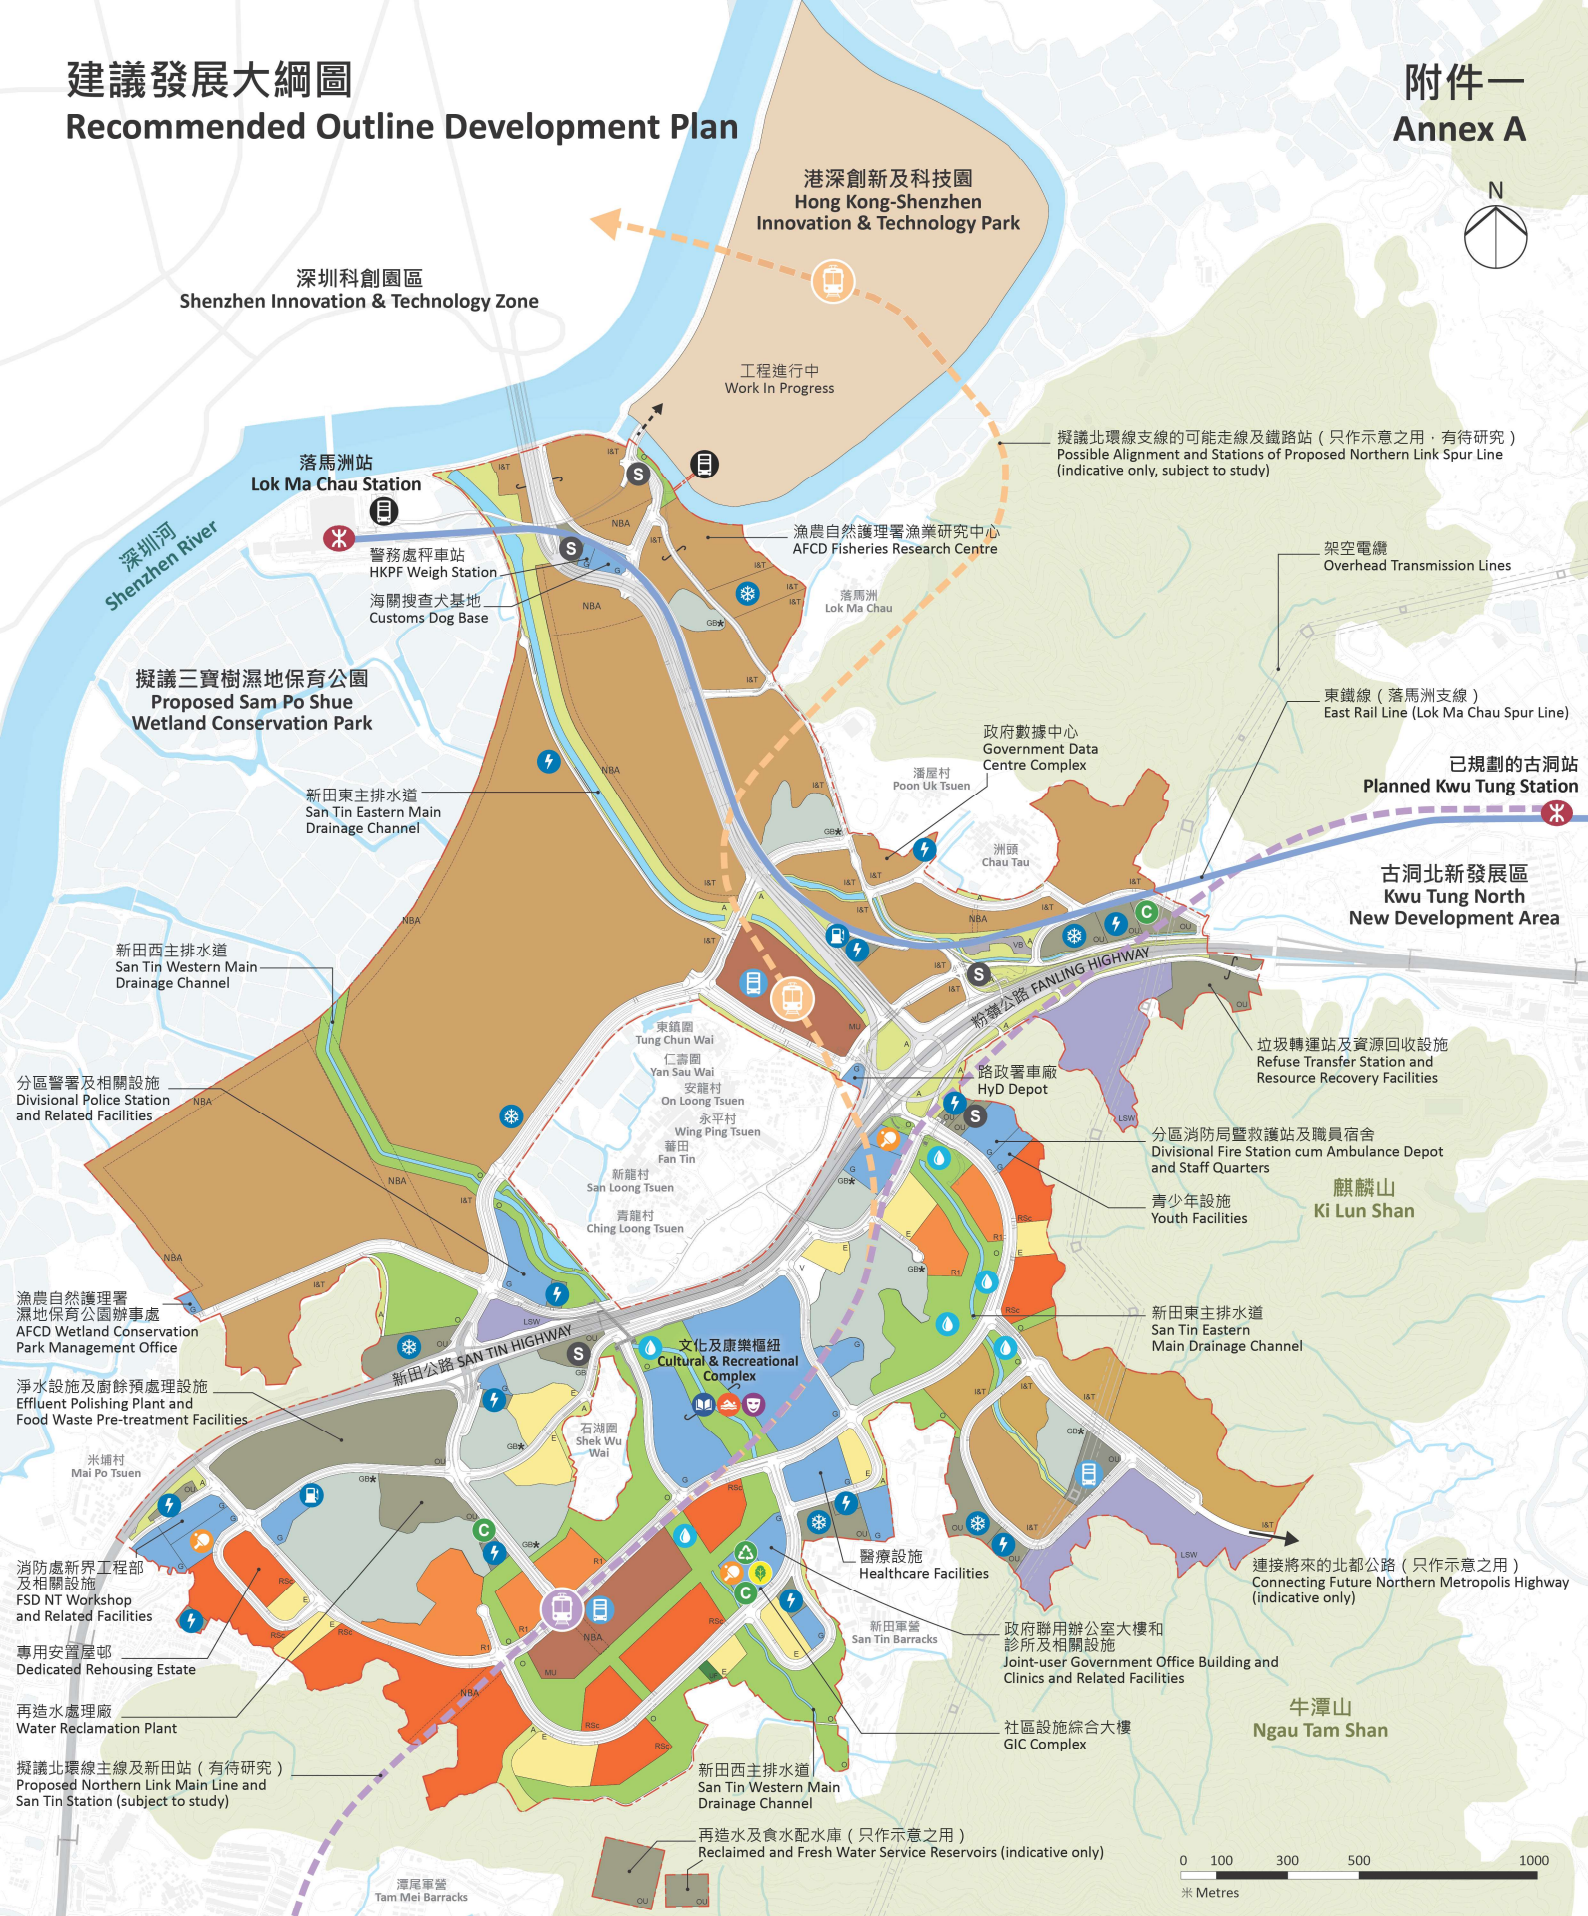 建議發展大綱圖
Recommended Outline Development Plan
附件一
Annex A
N
港深創新及科技園
Hong Kong-Shenzhen
Innovation & Technology Park
深圳科創園區
Shenzhen Innovation & Technology Zone
工程進行中
Work In Progress
擬議北環線支線的可能走線及鐵路站（只作示意之用，有待研究）
Possible Alignment and Stations of Proposed Northern Link Spur Line
(indicative only, subject to study)
落馬洲站
Lok Ma Chau Station
深圳河
Shenzhen River
漁農自然護理署漁業研究中心
AFCD Fisheries Research Centre
警務處秤車站
HKPF Weigh Station
海關搜查犬基地
Customs Dog Base
落馬洲
Lok Ma Chau
架空電纜
Overhead Transmission Lines
擬議三寶樹濕地保育公園
Proposed Sam Po Shue
Wetland Conservation Park
東鐵線（落馬洲支線）
East Rail Line (Lok Ma Chau Spur Line)
政府數據中心
Government Data
Centre Complex
潘屋村
Poon Uk Tsuen
已規劃的古洞站
Planned Kwu Tung Station
新田東主排水道
San Tin Eastern Main
Drainage Channel
洲頭
Chau Tau
古洞北新發展區
Kwu Tung North
New Development Area
新田西主排水道
San Tin Western Main
Drainage Channel
粉嶺公路 FANLING HIGHWAY
東鎮圍
Tung Chun Wai
仁壽圍
Yan Sau Wai
安龍村
On Loong Tsuen
永平村
Wing Ping Tsuen
蕃田
Fan Tin
新龍村
San Loong Tsuen
青龍村
Ching Loong Tsuen
垃圾轉運站及資源回收設施
Refuse Transfer Station and
Resource Recovery Facilities
路政署車廠
HyD Depot
分區警署及相關設施
Divisional Police Station
and Related Facilities
分區消防局暨救護站及職員宿舍
Divisional Fire Station cum Ambulance Depot
and Staff Quarters
青少年設施
Youth Facilities
麒麟山
Ki Lun Shan
漁農自然護理署
濕地保育公園辦事處
AFCD Wetland Conservation
Park Management Office
新田東主排水道
San Tin Eastern
Main Drainage Channel
新田公路 SAN TIN HIGHWAY
文化及康樂樞紐
Cultural & Recreational
Complex
淨水設施及廚餘預處理設施
Effluent Polishing Plant and
Food Waste Pre-treatment Facilities
米埔村
Mai Po Tsuen
石湖圍
Shek Wu
Wai
消防處新界工程部
及相關設施
FSD NT Workshop
and Related Facilities
醫療設施
Healthcare Facilities
連接將來的北都公路（只作示意之用）
Connecting Future Northern Metropolis Highway
(indicative only)
新田軍營
San Tin Barracks
政府聯用辦公室大樓和
診所及相關設施
Joint-user Government Office Building and
Clinics and Related Facilities
專用安置屋邨
Dedicated Rehousing Estate
再造水處理廠
Water Reclamation Plant
社區設施綜合大樓
GIC Complex
牛潭山
Ngau Tam Shan
擬議北環線主線及新田站（有待研究）
Proposed Northern Link Main Line and
San Tin Station (subject to study)
新田西主排水道
San Tin Western Main
Drainage Channel
再造水及食水配水庫（只作示意之用）
Reclaimed and Fresh Water Service Reservoirs (indicative only)
潭尾軍營
Tam Mei Barracks
0 100 300 500 1000
米 Metres